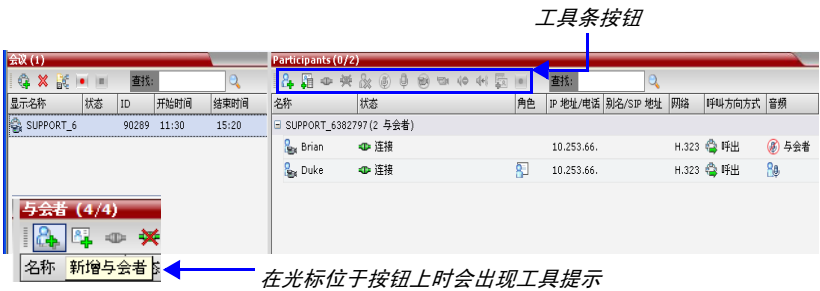 工具条按钮
会议 (1)
Participants (0/2)
查找:
查找:
显示名称 状态 ID 开始时间 结束时间
名称 状态 角色 IP 地址/电话 别名/SIP 地址 网络 呼叫方向方式 音频
SUPPORT_6 90289 11:30 15:20
SUPPORT_6382797(2 与会者)
Brian 连接 10.253.66. H.323 呼出 与会者
Duke 连接 10.253.66. H.323 呼出
与会者 (4/4)
名称 新增与会者
在光标位于按钮上时会出现工具提示